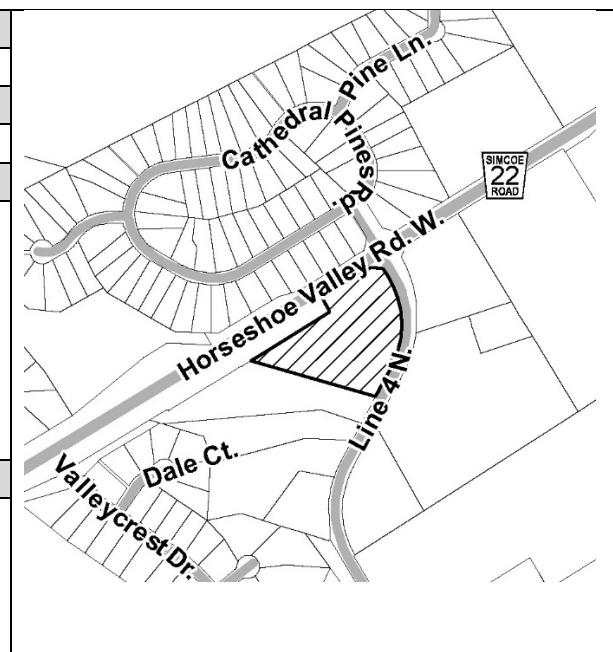 Cathedral Pine Ln.
Pines Rd.
SIMCOE
22
ROAD
Horseshoe Valley Rd. W.
Line 4 N.
Dale Ct.
Valleycrest Dr.